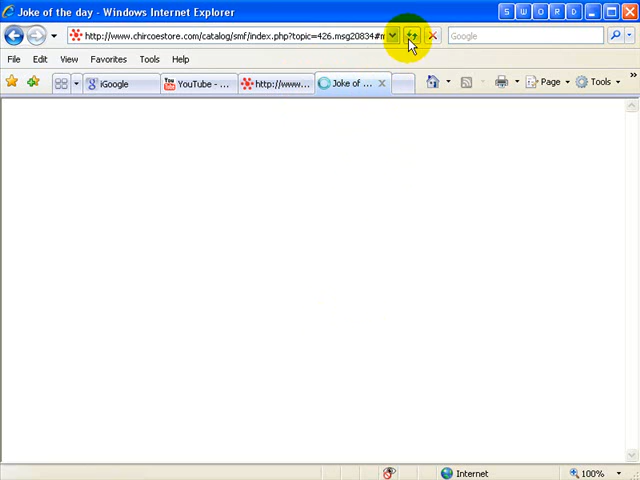 Joke of the day - Windows Internet Explorer
S W O R D
http://www.chircoestore.com/catalog/smf/index.php?topic=426.msg20834#m
Google
File Edit View Favorites Tools Help
iGoogle
YouTube - ...
http://www...
Joke of ...
Page
Tools
Internet
100%